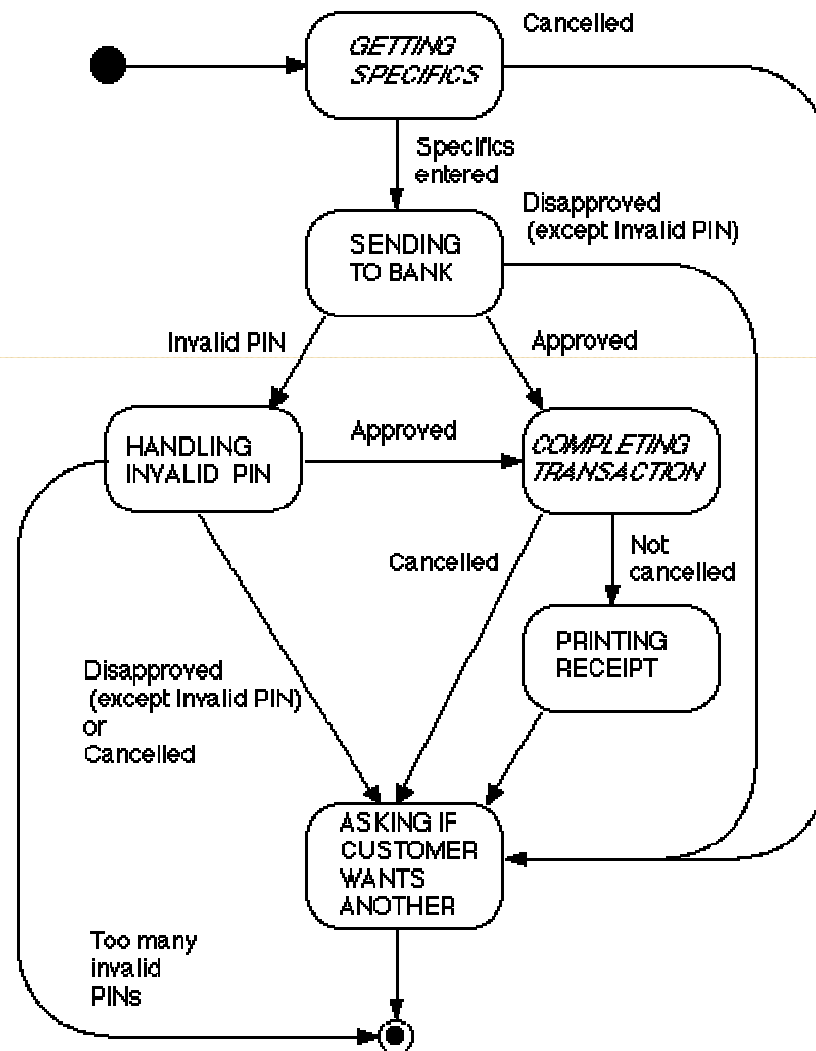 Cancelled
GETTING
SPECIFICS
Specifics
entered
Disapproved
(except Invalid PIN)
SENDING
TO BANK
Invalid PIN
Approved
HANDLING
INVALID PIN
Approved
COMPLETING
TRANSACTION
Cancelled
Not
cancelled
PRINTING
RECEIPT
Disapproved
(except Invalid PIN)
or
Cancelled
ASKING IF
CUSTOMER
WANTS
ANOTHER
Too many
invalid
PINs